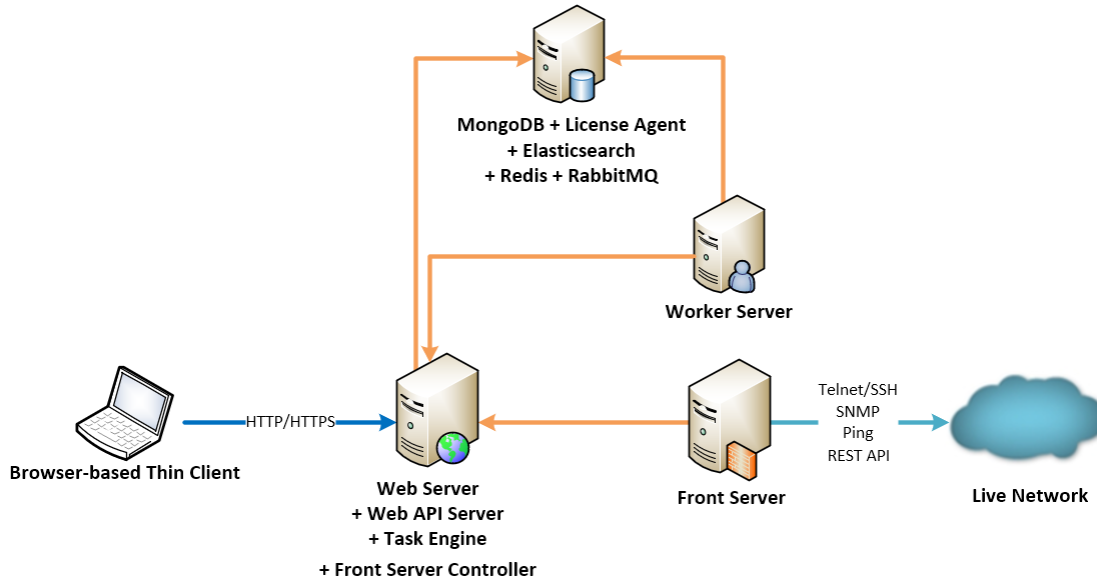 MongoDB + License Agent
+ Elasticsearch
+ Redis + RabbitMQ
Worker Server
HTTP/HTTPS
Telnet/SSH
SNMP
Ping
REST API
Browser-based Thin Client
Web Server
+ Web API Server
+ Task Engine
+ Front Server Controller
Front Server
Live Network